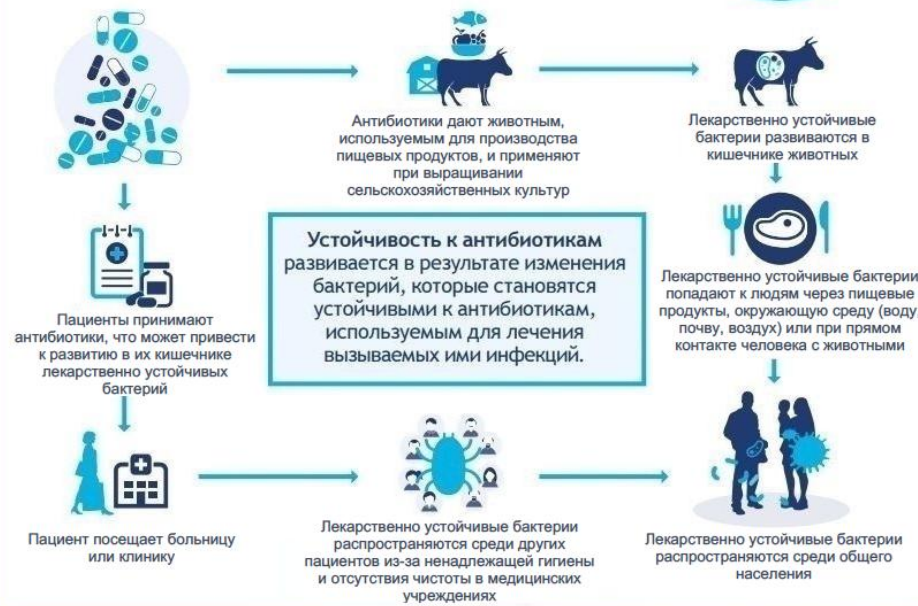 Антибиотики дают животным,
используемым для производства
пищевых продуктов, и применяют
при выращивании
сельскохозяйственных культур
Лекарственно устойчивые
бактерии развиваются в
кишечнике животных
Устойчивость к антибиотикам
развивается в результате изменения
бактерий, которые становятся
устойчивыми к антибиотикам,
используемым для лечения
вызываемых ими инфекций.
Пациенты принимают
антибиотики, что может привести
к развитию в их кишечнике
лекарственно устойчивых
бактерий
Лекарственно устойчивые бактерии
попадают к людям через пищевые
продукты, окружающую среду (воду,
почву, воздух) или при прямом
контакте человека с животными
Пациент посещает больницу
или клинику
Лекарственно устойчивые бактерии
распространяются среди других
пациентов из-за ненадлежащей гигиены
и отсутствия чистоты в медицинских
учреждениях
Лекарственно устойчивые бактерии
распространяются среди общего
населения